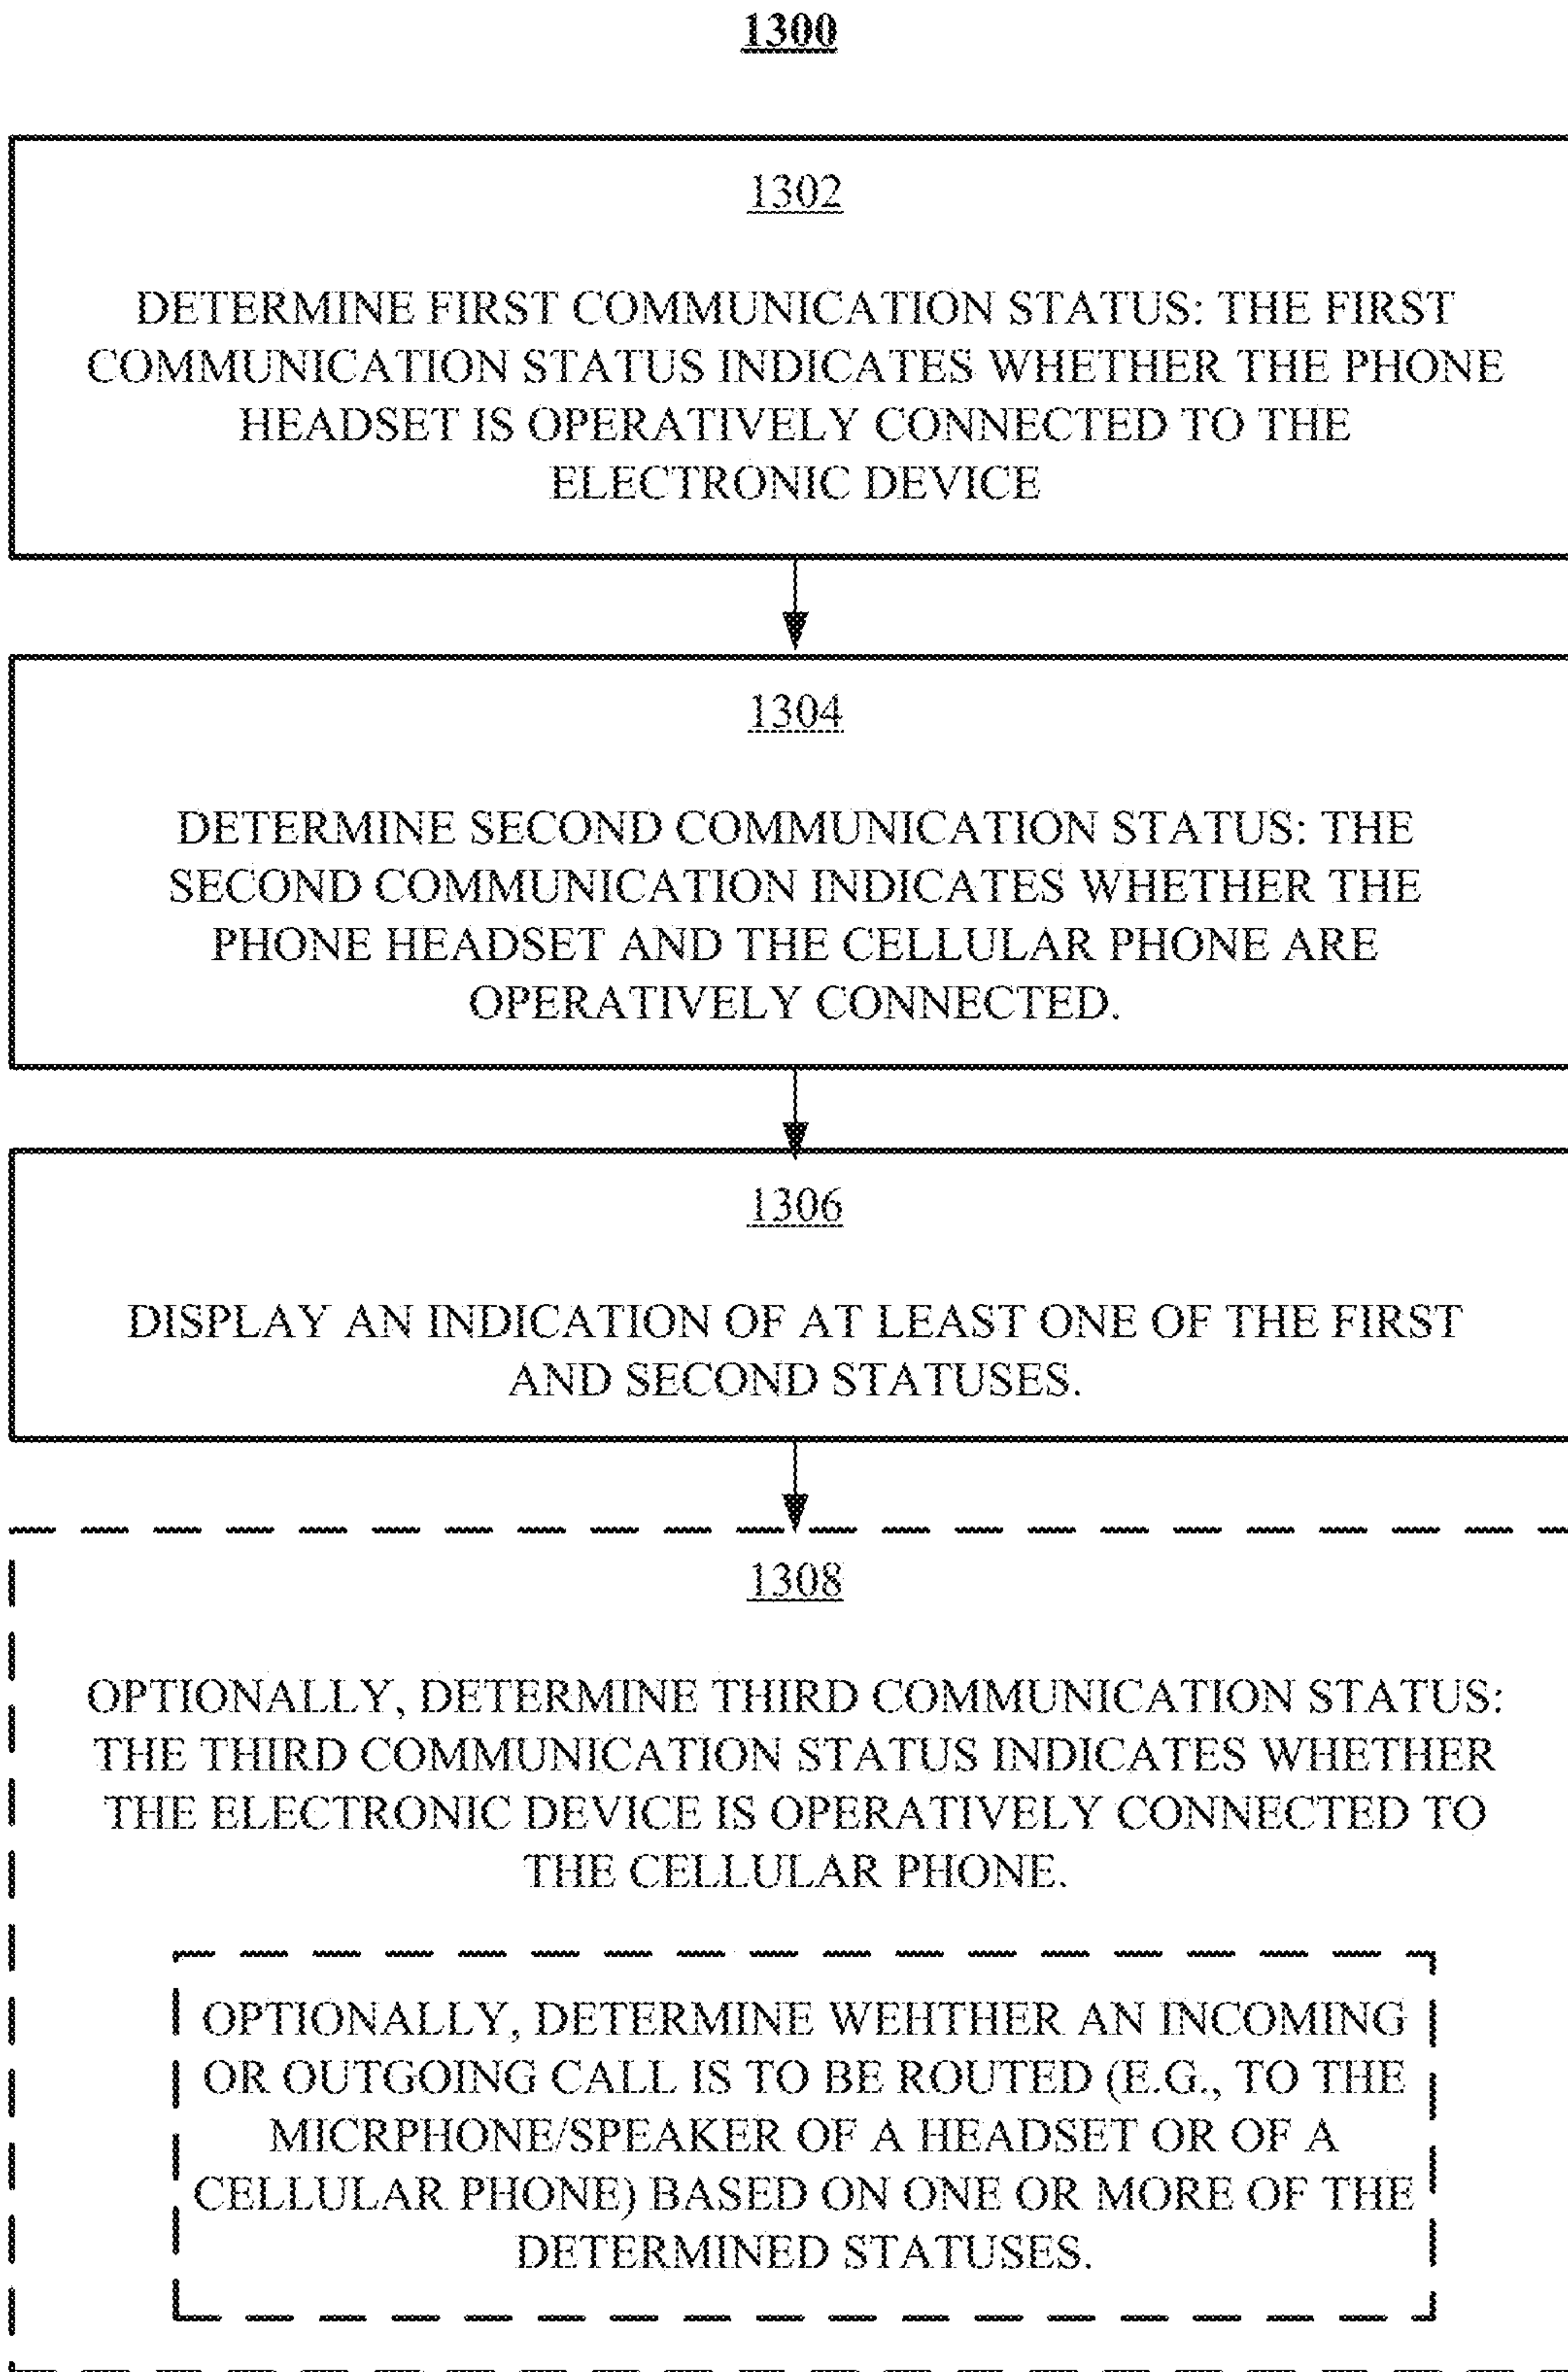 1300
1302
DETERMINE FIRST COMMUNICATION STATUS: THE FIRST
COMMUNICATION STATUS INDICATES WHETHER THE PHONE
HEADSET IS OPERATIVELY CONNECTED TO THE
ELECTRONIC DEVICE
1304
DETERMINE SECOND COMMUNICATION STATUS: THE
SECOND COMMUNICATION INDICATES WHETHER THE
PHONE HEADSET AND THE CELLULAR PHONE ARE
OPERATIVELY CONNECTED.
1306
DISPLAY AN INDICATION OF AT LEAST ONE OF THE FIRST
AND SECOND STATUSES.
1308
OPTIONALLY, DETERMINE THIRD COMMUNICATION STATUS:
THE THIRD COMMUNICATION STATUS INDICATES WHETHER
THE ELECTRONIC DEVICE IS OPERATIVELY CONNECTED TO
THE CELLULAR PHONE.
OPTIONALLY, DETERMINE WEHTHER AN INCOMING
OR OUTGOING CALL IS TO BE ROUTED (E.G., TO THE
MICRPHONE/SPEAKER OF A HEADSET OR OF A
CELLULAR PHONE) BASED ON ONE OR MORE OF THE
DETERMINED STATUSES.